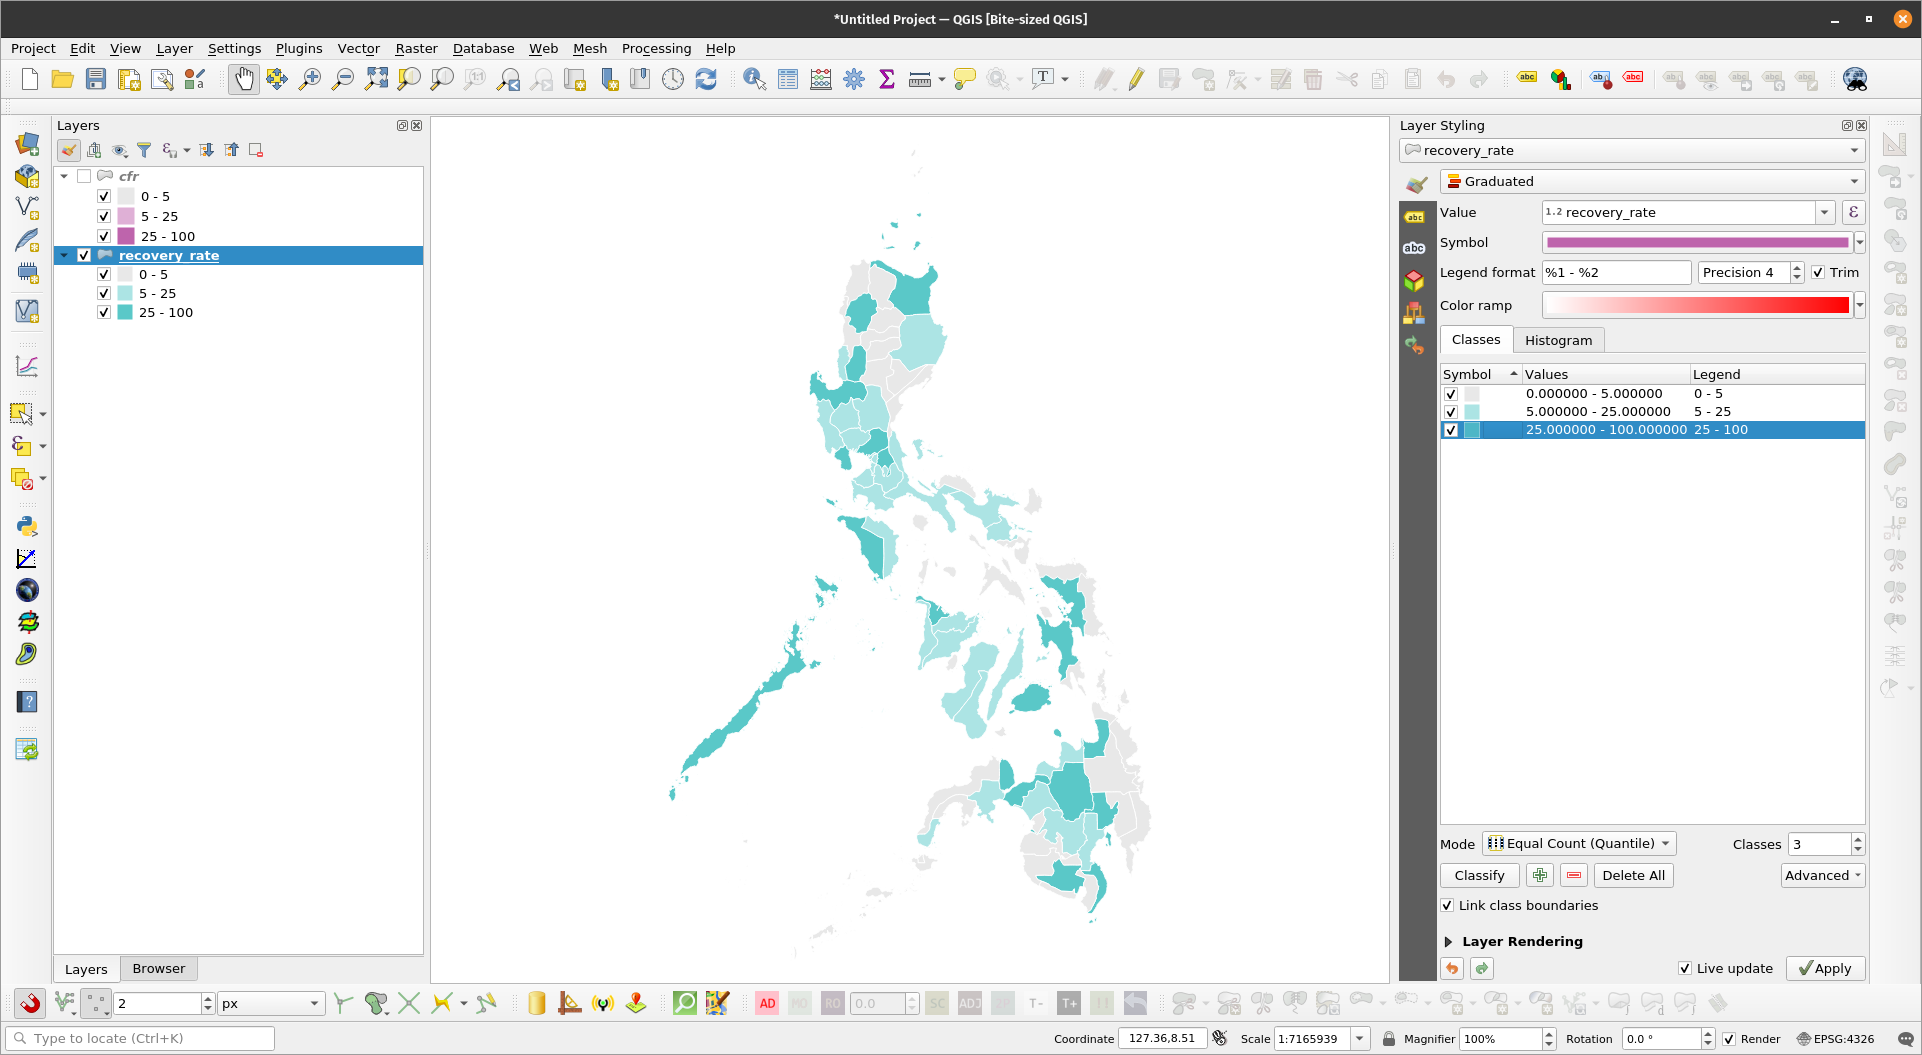 *Untitled Project — QGIS [Bite-sized QGIS]
Project Edit View Layer Settings Plugins Vector Raster Database Web Mesh Processing Help
Layers
cfr
0 - 5
5 - 25
25 - 100
recovery_rate
0 - 5
5 - 25
25 - 100
Layers Browser
Layer Styling
recovery_rate
Graduated
Value 1.2 recovery_rate ε
Symbol
Legend format %1 - %2 Precision 4 Trim
Color ramp
Classes Histogram
Symbol Values Legend
0.000000 - 5.000000 0 - 5
5.000000 - 25.000000 5 - 25
25.000000 - 100.000000 25 - 100
Mode Equal Count (Quantile) Classes 3
Classify Delete All Advanced
Link class boundaries
Layer Rendering
Live update Apply
2 px AD MO RO 0.0 SC ADJ T- T+
Type to locate (Ctrl+K) Coordinate 127.36,8.51 Scale 1:7165939 Magnifier 100% Rotation 0.0 ° Render EPSG:4326